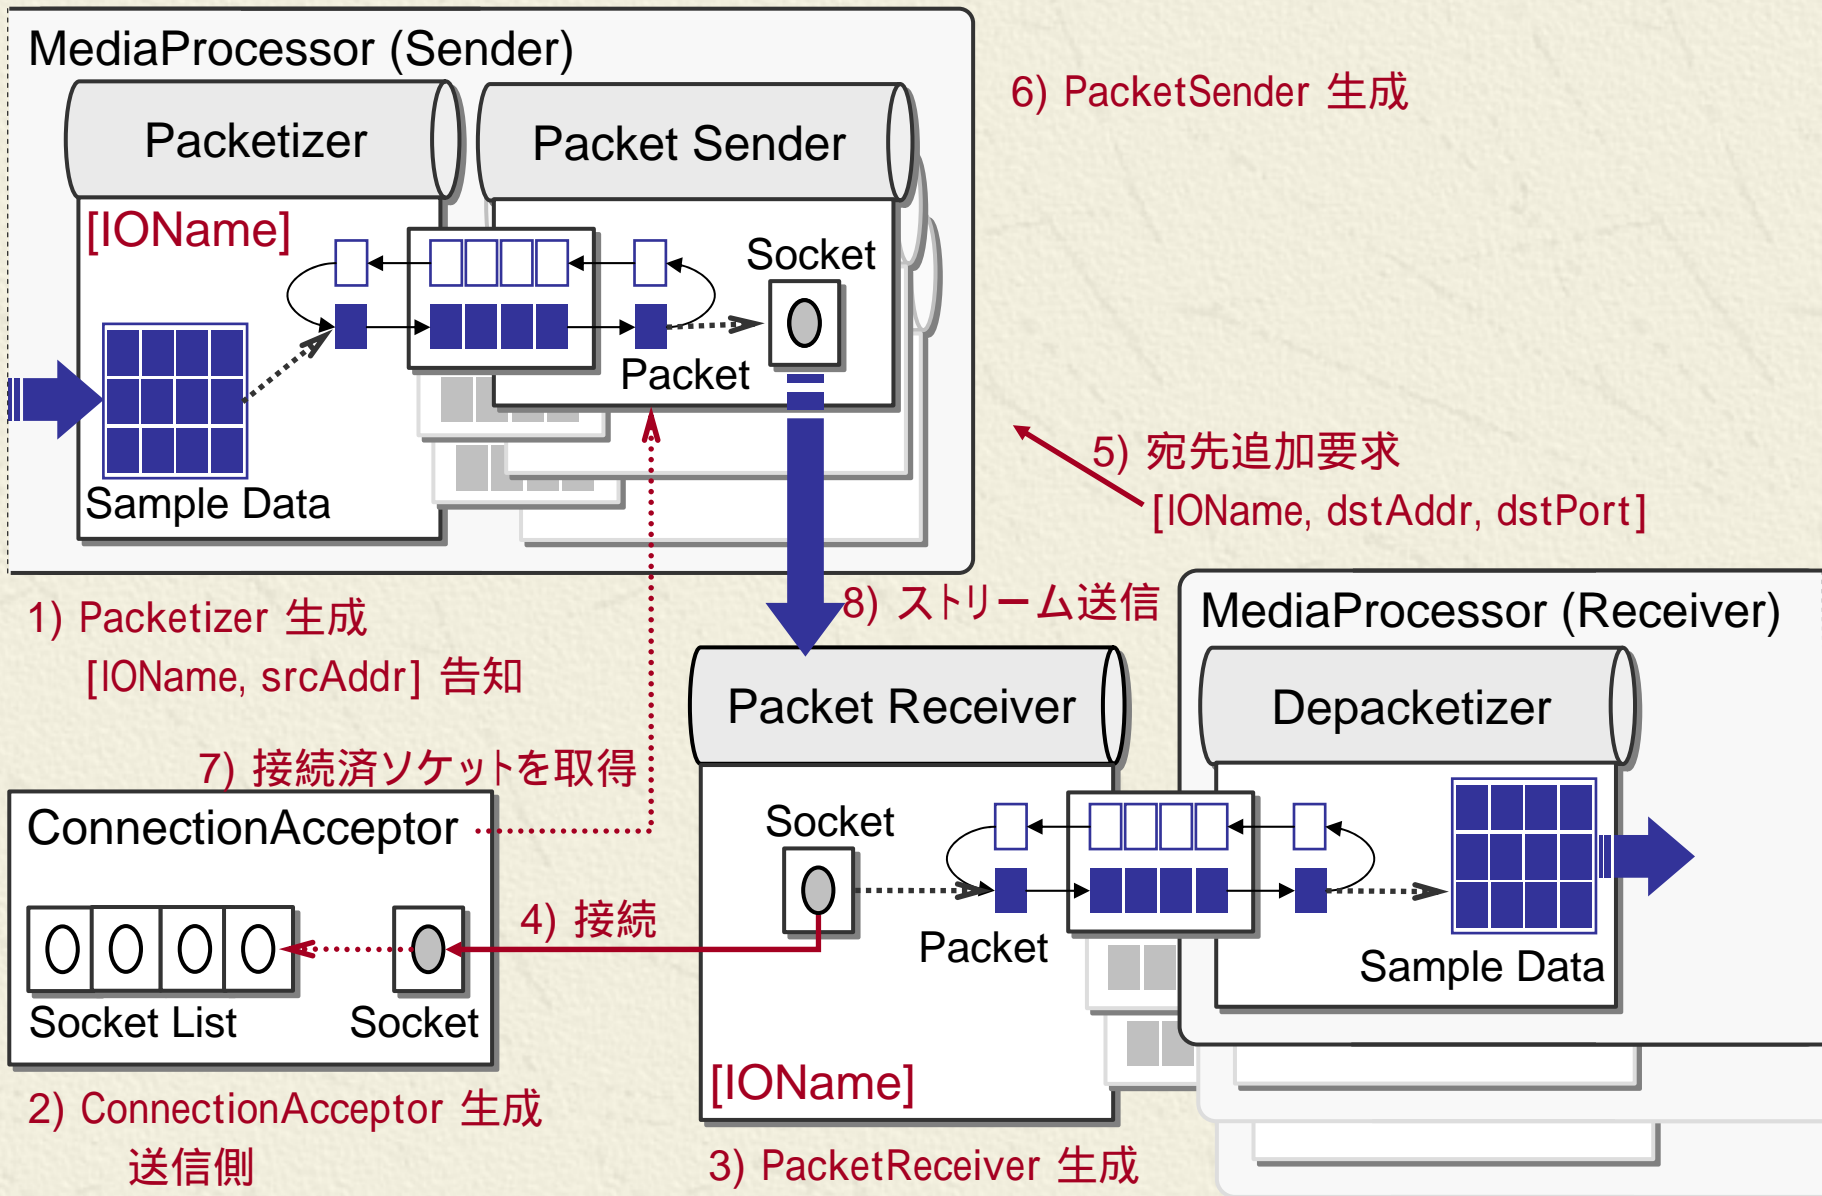 MediaProcessor (Sender)
6) PacketSender 生成
Packetizer
Packet Sender
[IOName]
Socket
Packet
Sample Data
5) 宛先追加要求
[IOName, dstAddr, dstPort]
1) Packetizer 生成
[IOName, srcAddr] 告知
8) ストリーム送信
MediaProcessor (Receiver)
Packet Receiver
Depacketizer
7) 接続済ソケットを取得
ConnectionAcceptor
Socket
4) 接続
Packet
Sample Data
Socket List
Socket
[IOName]
2) ConnectionAcceptor 生成
送信側
3) PacketReceiver 生成